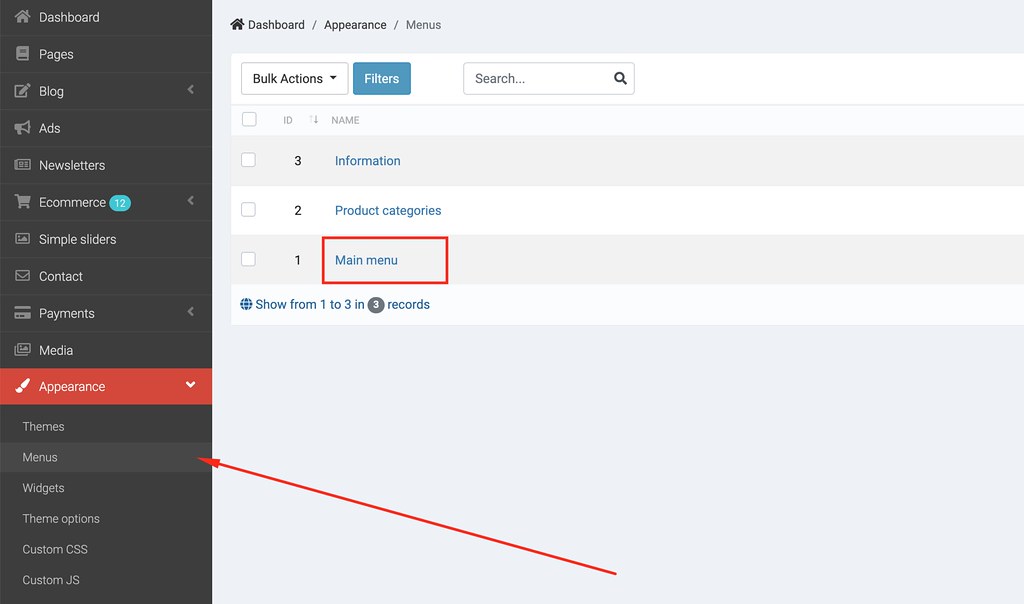 Dashboard
Pages
Blog
Ads
Newsletters
Ecommerce 12
Simple sliders
Contact
Payments
Media
Appearance
Themes
Menus
Widgets
Theme options
Custom CSS
Custom JS
Dashboard / Appearance / Menus
Bulk Actions Filters Search...
ID NAME
3 Information
2 Product categories
1 Main menu
Show from 1 to 3 in 3 records